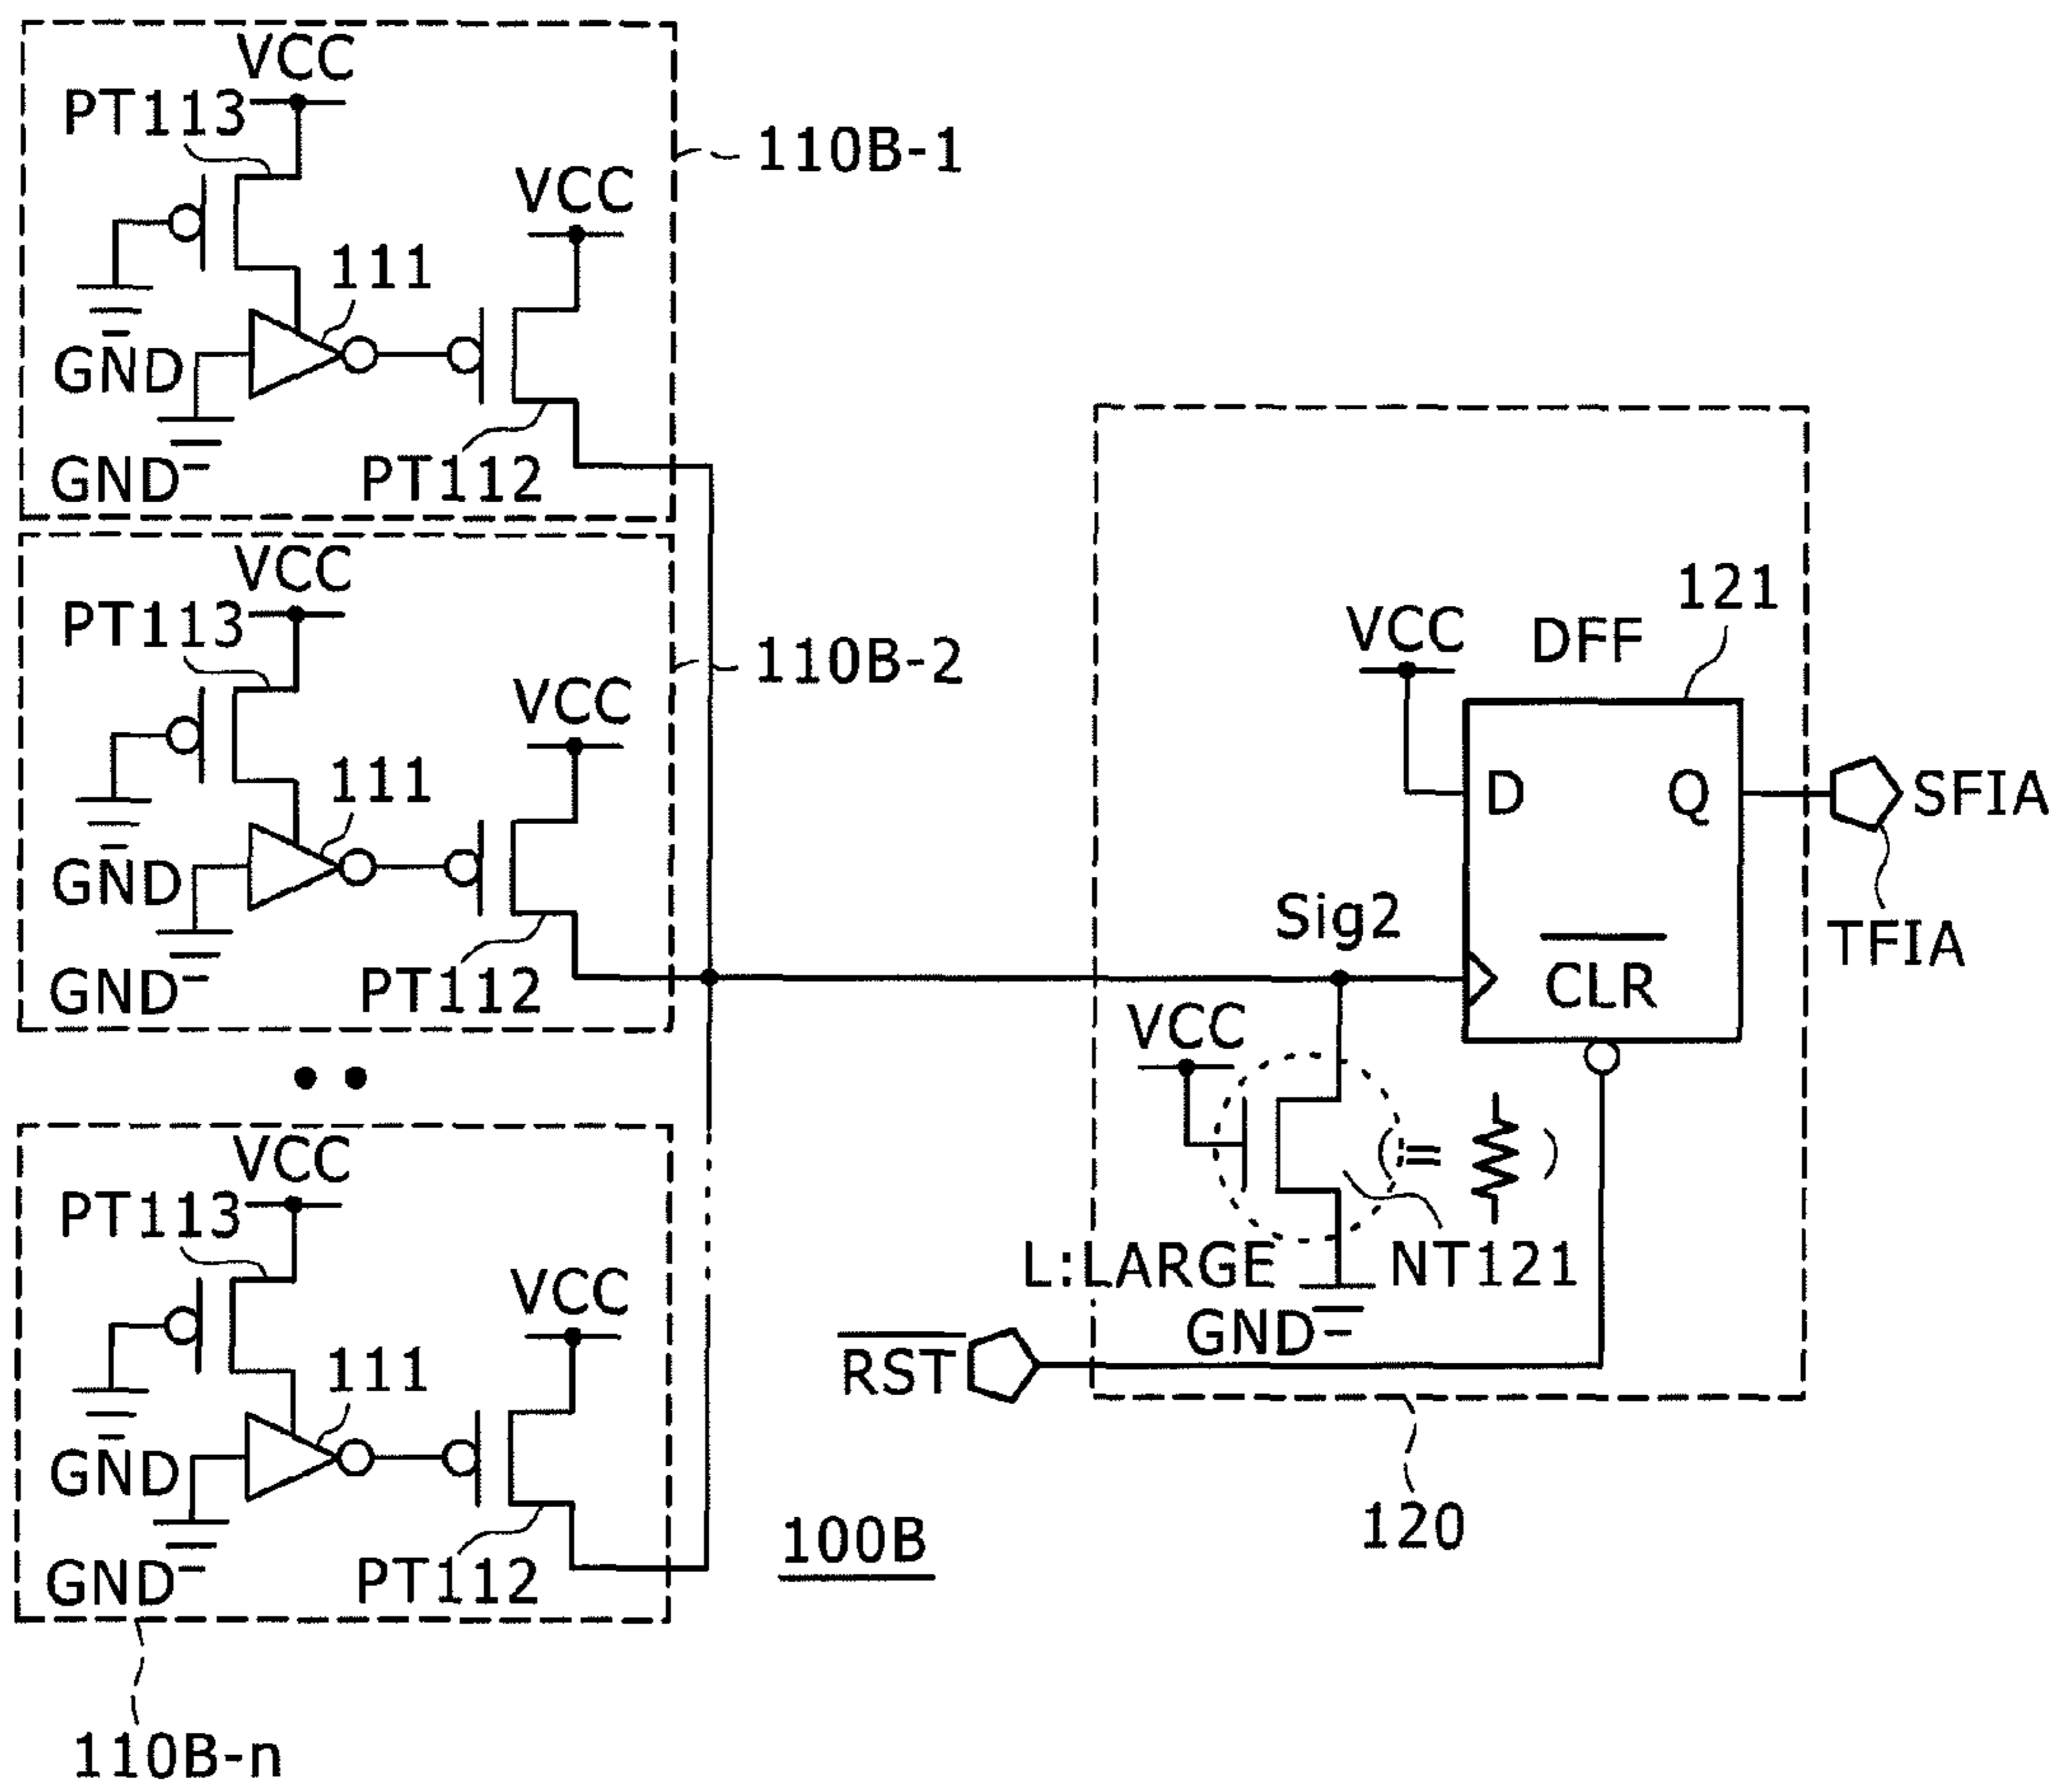 VCC
PT113
110B-1
VCC
111
GND
GND
PT112
VCC
PT113
110B-2
VCC
111
GND
GND
PT112
VCC
PT113
VCC
111
GND
GND
PT112
110B-n
100B
121
VCC
DFF
D
Q
SFIA
TFIA
Sig2
CLR
VCC
(=
)
L:LARGE
NT121
GND
RST
120